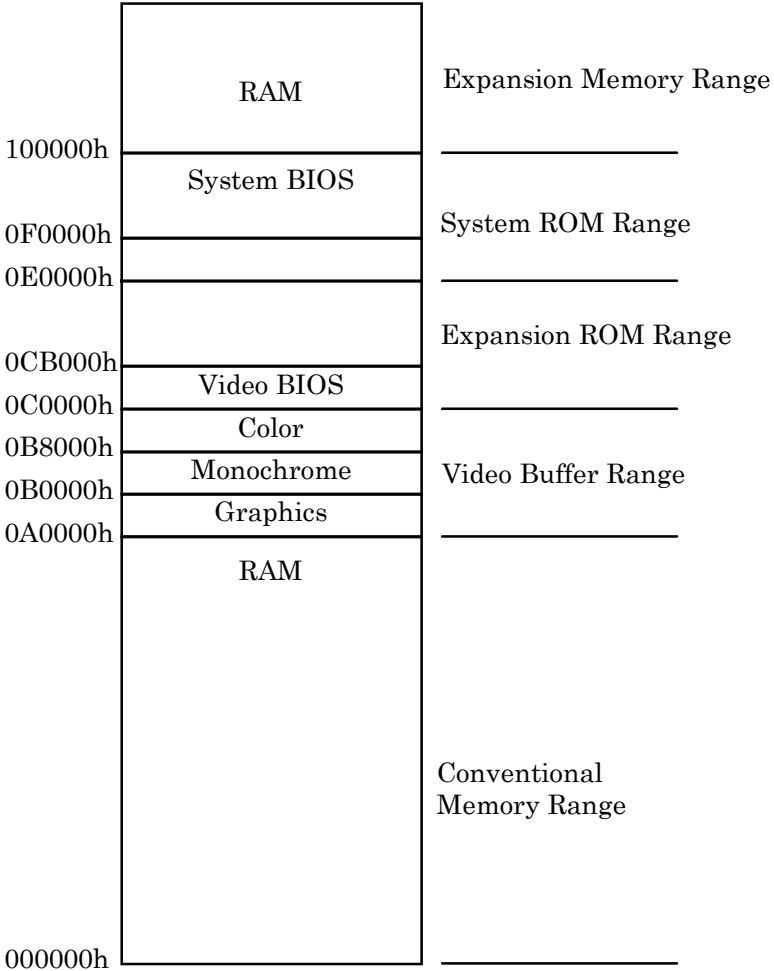 RAM
Expansion Memory Range
100000h
System BIOS
System ROM Range
0F0000h
0E0000h
Expansion ROM Range
0CB000h
Video BIOS
0C0000h
Color
0B8000h
Monochrome
Video Buffer Range
0B0000h
Graphics
0A0000h
RAM
Conventional
Memory Range
000000h